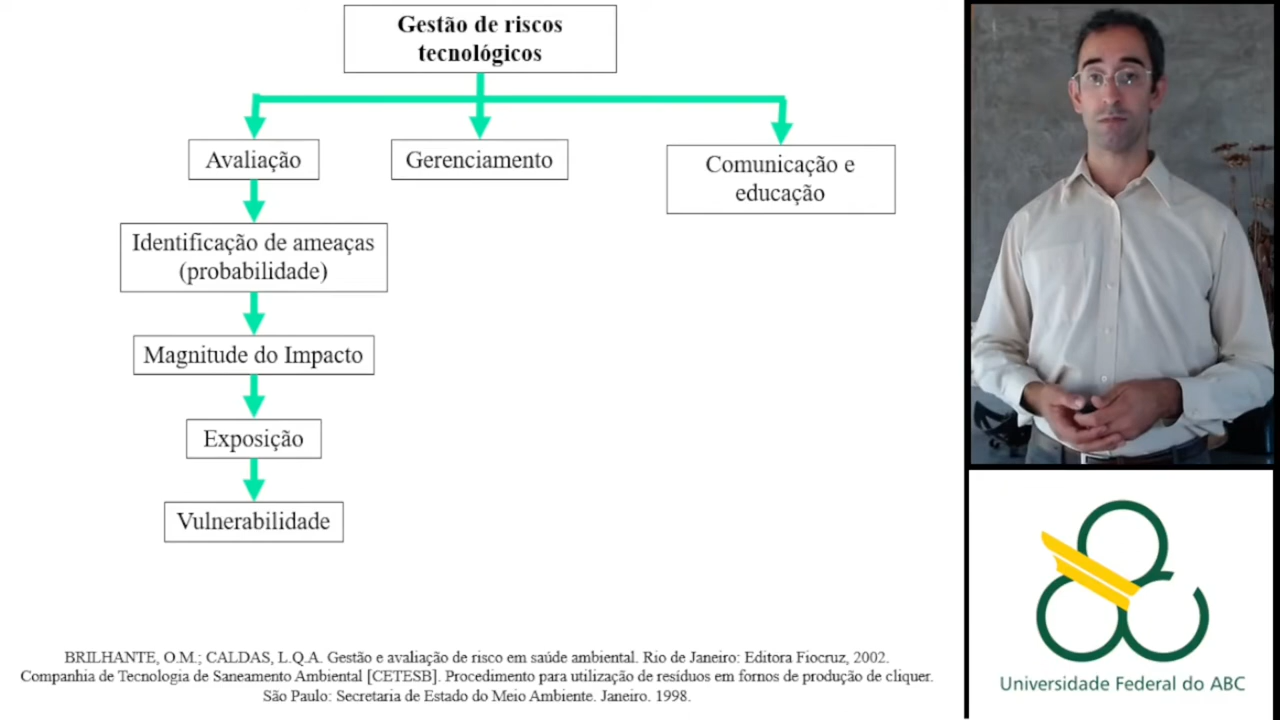 Gestão de riscos
tecnológicos
Avaliação
Gerenciamento
Comunicação e
educação
Identificação de ameaças
(probabilidade)
Magnitude do Impacto
Exposição
Vulnerabilidade
BRILHANTE, O.M.; CALDAS, L.Q.A. Gestão e avaliação de risco em saúde ambiental. Rio de Janeiro: Editora Fiocruz, 2002.
Companhia de Tecnologia de Saneamento Ambiental [CETESB]. Procedimento para utilização de resíduos em fornos de produção de clíquer.
São Paulo: Secretaria de Estado do Meio Ambiente. Janeiro. 1998.
Universidade Federal do ABC